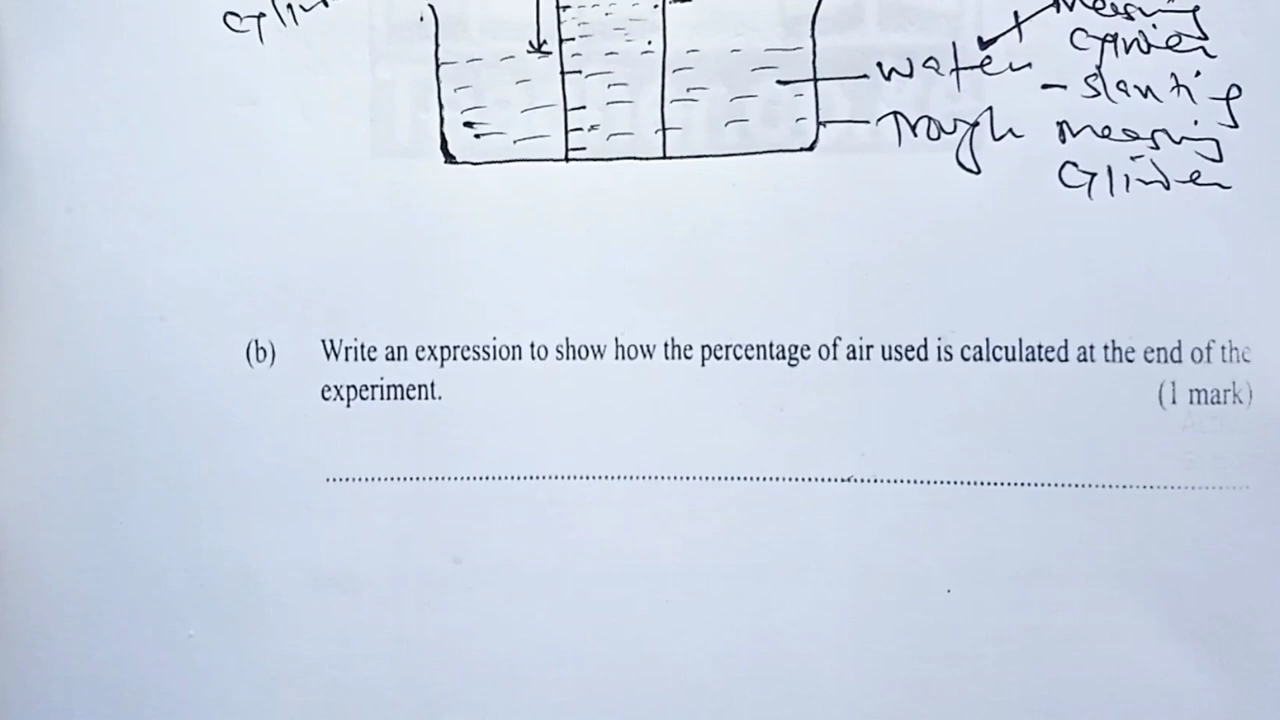 water
- slanting
trough measuring
cylinder
(b) Write an expression to show how the percentage of air used is calculated at the end of the
experiment. (1 mark)